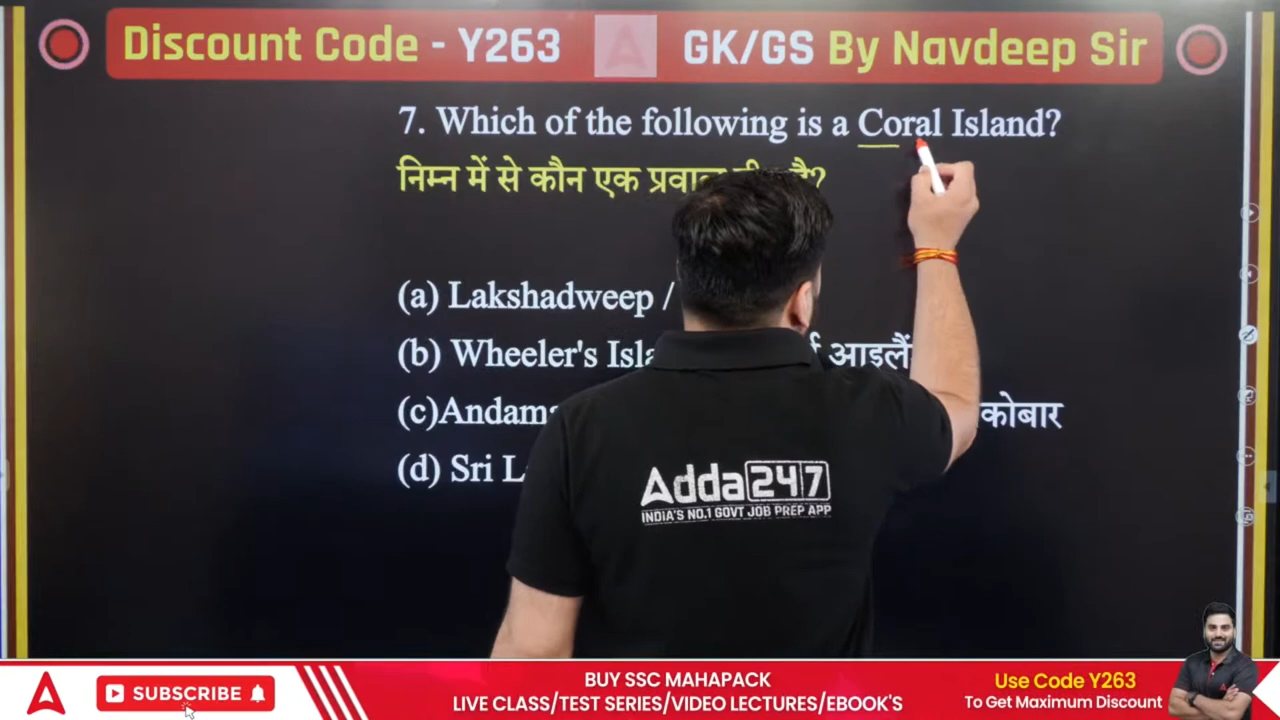 Discount Code - Y263
GK/GS By Navdeep Sir
7. Which of the following is a Coral Island?
निम्न में से कौन एक प्रवाल है?
(a) Lakshadweep /
(b) Wheeler's आइलैं
(c) कोबार
(d) Sri
Adda247
INDIA'S NO.1 GOVT JOB PREP APP
SUBSCRIBE
BUY SSC MAHAPACK
LIVE CLASS/TEST SERIES/VIDEO LECTURES/EBOOK'S
Use Code Y263
To Get Maximum Discount